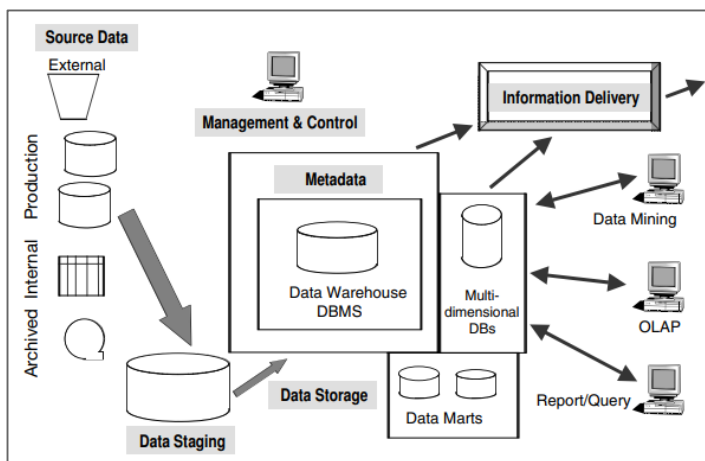 Source Data
External
Production
Internal
Archived
Management & Control
Information Delivery
Metadata
Data Warehouse
DBMS
Multi-
dimensional
DBs
Data Mining
OLAP
Report/Query
Data Marts
Data Storage
Data Staging